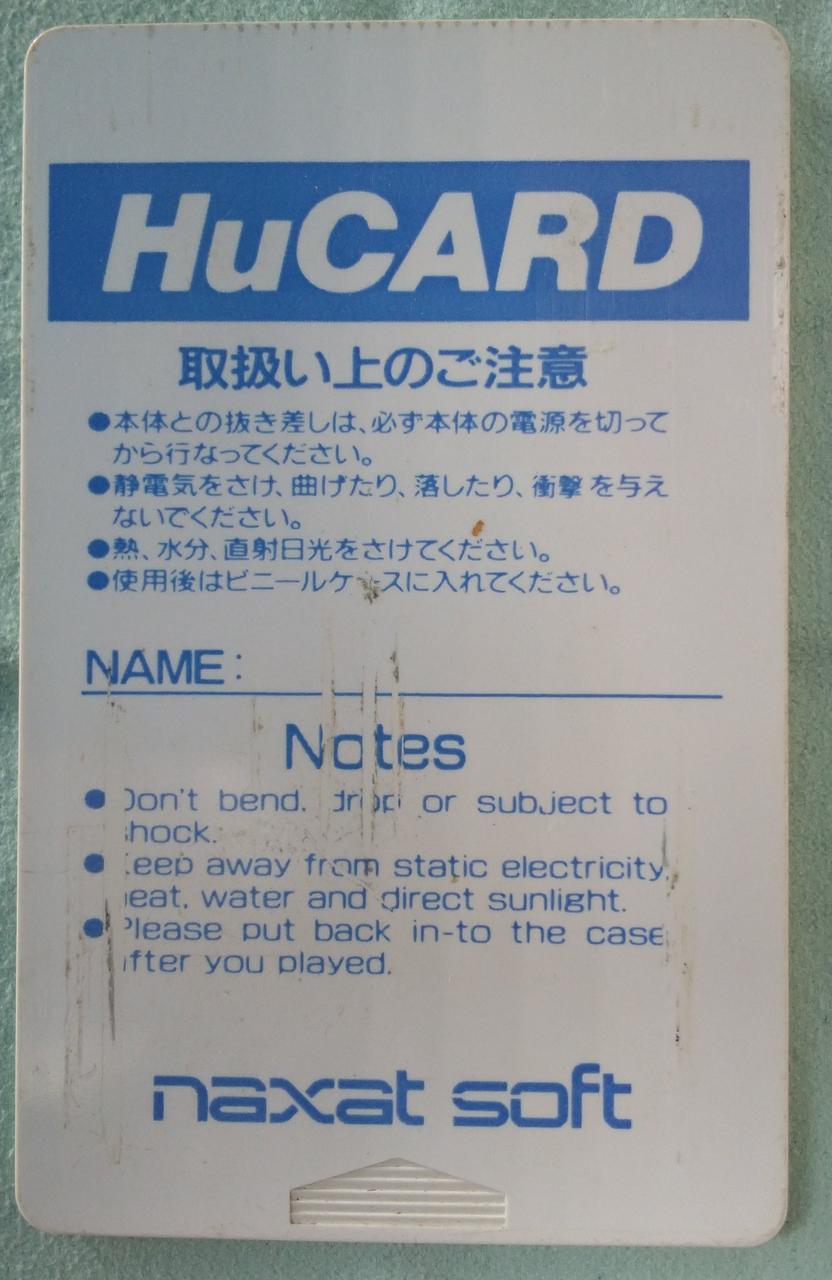 HuCARD
取扱い上のご注意
●本体との抜き差しは、必ず本体の電源を切って
から行なってください。
●静電気をさけ、曲げたり、落したり、衝撃を与え
ないでください。
●熱、水分、直射日光をさけてください。
●使用後はビニールケースに入れてください。
NAME:
Notes
● Don't bend, drop or subject to
shock.
● Keep away from static electricity,
heat, water and direct sunlight.
● Please put back in-to the case
after you played.
naxat soft